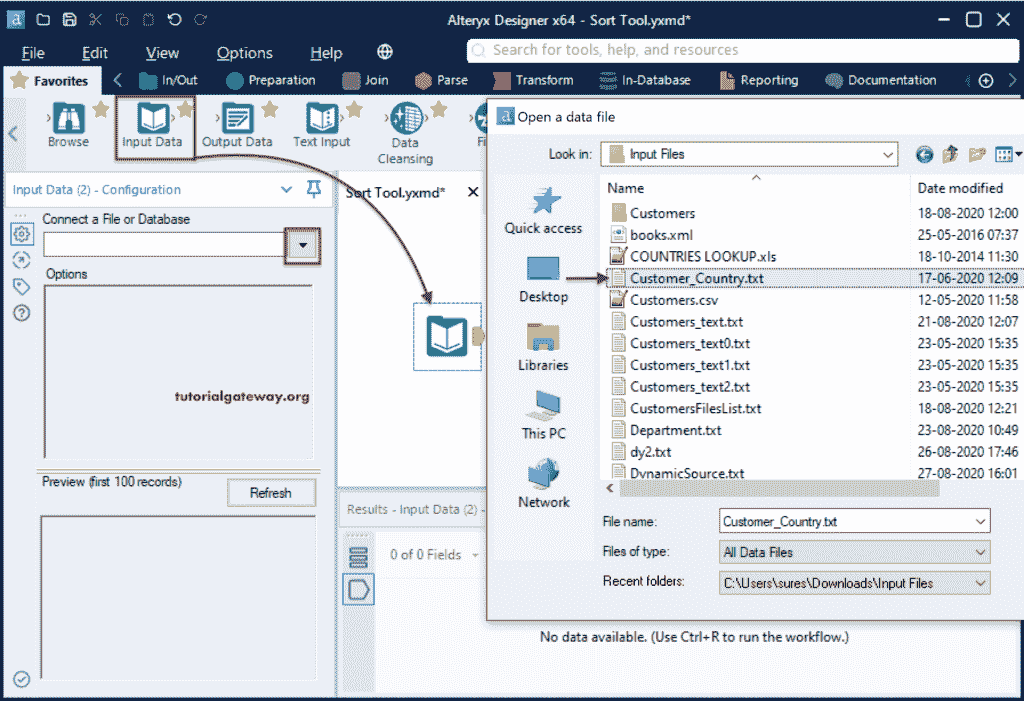 Alteryx Designer x64 - Sort Tool.yxmd*
File Edit View Options Help
Search for tools, help, and resources
Favorites In/Out Preparation Join Parse Transform In-Database Reporting Documentation
Browse Input Data Output Data Text Input Data Cleansing Fi
Input Data (2) - Configuration
Connect a File or Database
Options
tutorialgateway.org
Preview (first 100 records)
Refresh
Sort Tool.yxmd*
Results - Input Data (2) -
0 of 0 Fields
No data available. (Use Ctrl+R to run the workflow.)
Open a data file
Look in: Input Files
Quick access
Desktop
Libraries
This PC
Network
Name Date modified
Customers 18-08-2020 12:00
books.xml 25-05-2016 07:37
COUNTRIES LOOKUP.xls 18-10-2014 11:30
Customer_Country.txt 17-06-2020 12:09
Customers.csv 12-05-2020 11:58
Customers_text.txt 21-08-2020 12:07
Customers_text0.txt 23-05-2020 15:35
Customers_text1.txt 23-05-2020 15:35
Customers_text2.txt 23-05-2020 15:35
CustomersFilesList.txt 18-08-2020 12:21
Department.txt 23-08-2020 10:49
dy2.txt 26-08-2020 17:46
DynamicSource.txt 27-08-2020 16:01
File name: Customer_Country.txt
Files of type: All Data Files
Recent folders: C:\Users\sures\Downloads\Input Files